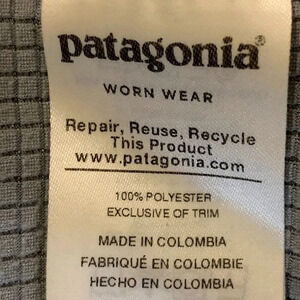 patagonia®
WORN WEAR
Repair, Reuse, Recycle
This Product
www.patagonia.com
100% POLYESTER
EXCLUSIVE OF TRIM
MADE IN COLOMBIA
FABRIQUÉ EN COLOMBIE
HECHO EN COLOMBIA